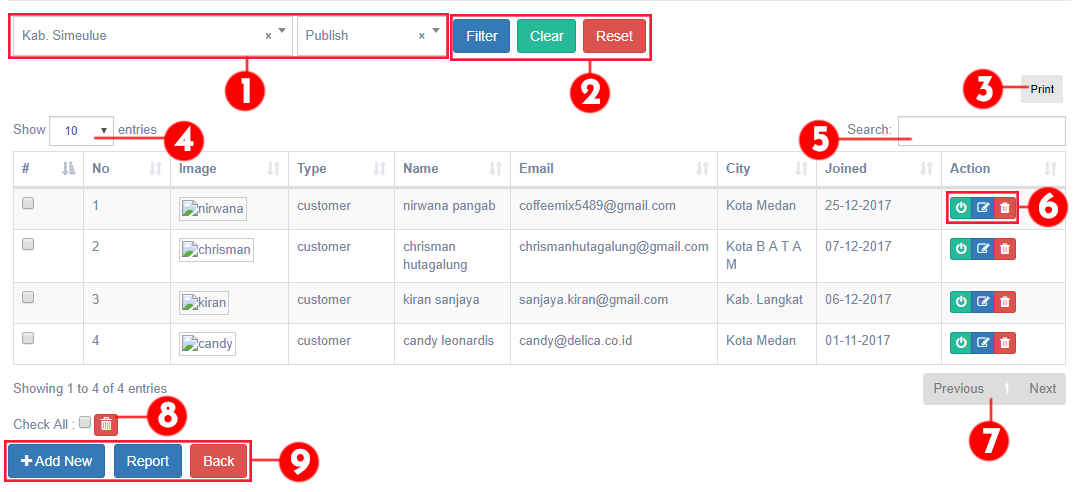 Kab. Simeulue × Publish × Filter Clear Reset
1 2
3 Print
Show 10 entries Search:
4 5
# No Image Type Name Email City Joined Action
1 nirwana customer nirwana pangab coffeemix5489@gmail.com Kota Medan 25-12-2017 6
2 chrisman customer chrisman chrismanhutagalung@gmail.com Kota B A T A 07-12-2017
hutagalung M
3 kiran customer kiran sanjaya sanjaya.kiran@gmail.com Kab. Langkat 06-12-2017
4 candy customer candy leonardis candy@delica.co.id Kota Medan 01-11-2017
Showing 1 to 4 of 4 entries Previous 1 Next
Check All : 8
7
+ Add New Report Back 9